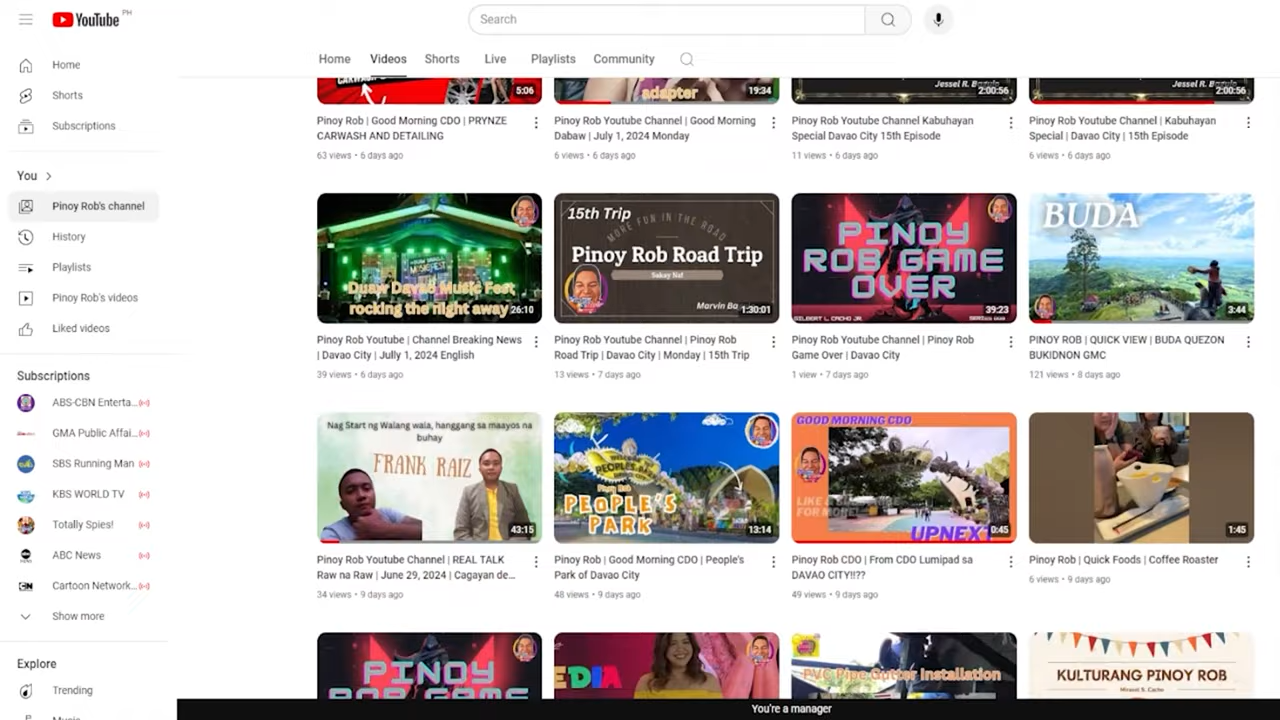 YouTube PH
Search
Home
Shorts
Subscriptions
You
Pinoy Rob's channel
History
Playlists
Pinoy Rob's videos
Liked videos
Subscriptions
ABS-CBN Enterta...
GMA Public Affai...
SBS Running Man
KBS WORLD TV
Totally Spies!
ABC News
Cartoon Network...
Show more
Explore
Trending
Home Videos Shorts Live Playlists Community
5:06
Pinoy Rob | Good Morning CDO | PRYNZE
CARWASH AND DETAILING
63 views • 6 days ago
adapter
19:34
Pinoy Rob Youtube Channel | Good Morning
Dabaw | July 1, 2024 Monday
6 views • 6 days ago
2:00:56
Pinoy Rob Youtube Channel Kabuhayan
Special Davao City 15th Episode
11 views • 6 days ago
2:00:56
Pinoy Rob Youtube Channel | Kabuhayan
Special | Davao City | 15th Episode
6 views • 6 days ago
Duaw Davao Music Fest
rocking the night away
26:10
Pinoy Rob Youtube | Channel Breaking News
| Davao City | Jully 1, 2024 English
39 views • 6 days ago
15th Trip
MORE FUN IN THE ROAD
Pinoy Rob Road Trip
Sakay Na!
1:30:01
Pinoy Rob Youtube Channel | Pinoy Rob
Road Trip | Davao City | Monday | 15th Trip
13 views • 7 days ago
PINOY
ROB GAME
OVER
GILBERT L. CACHO JR.
39:23
Pinoy Rob Youtube Channel | Pinoy Rob
Game Over | Davao City
1 view • 7 days ago
BUDA
3:44
PINOY ROB | QUICK VIEW | BUDA QUEZON
BUKIDNON GMC
121 views • 8 days ago
Nag Start ng Walang wala, hanggang sa maayos na
buhay
FRANK RAIZ
43:15
Pinoy Rob Youtube Channel | REAL TALK
Raw na Raw | June 29, 2024 | Cagayan de...
34 views • 9 days ago
PEOPLE'S
PARK
13:14
Pinoy Rob | Good Morning CDO | People's
Park of Davao City
48 views • 9 days ago
GOOD MORNING CDO
UPNEXT
0:45
Pinoy Rob CDO | From CDO Lumipad sa
DAVAO CITY!!??
49 views • 9 days ago
1:45
Pinoy Rob | Quick Foods | Coffee Roaster
6 views • 9 days ago
PINOY
ROB GAME
EDIA
PVC Pipe Gutter Installation
KULTURANG PINOY ROB
You're a manager